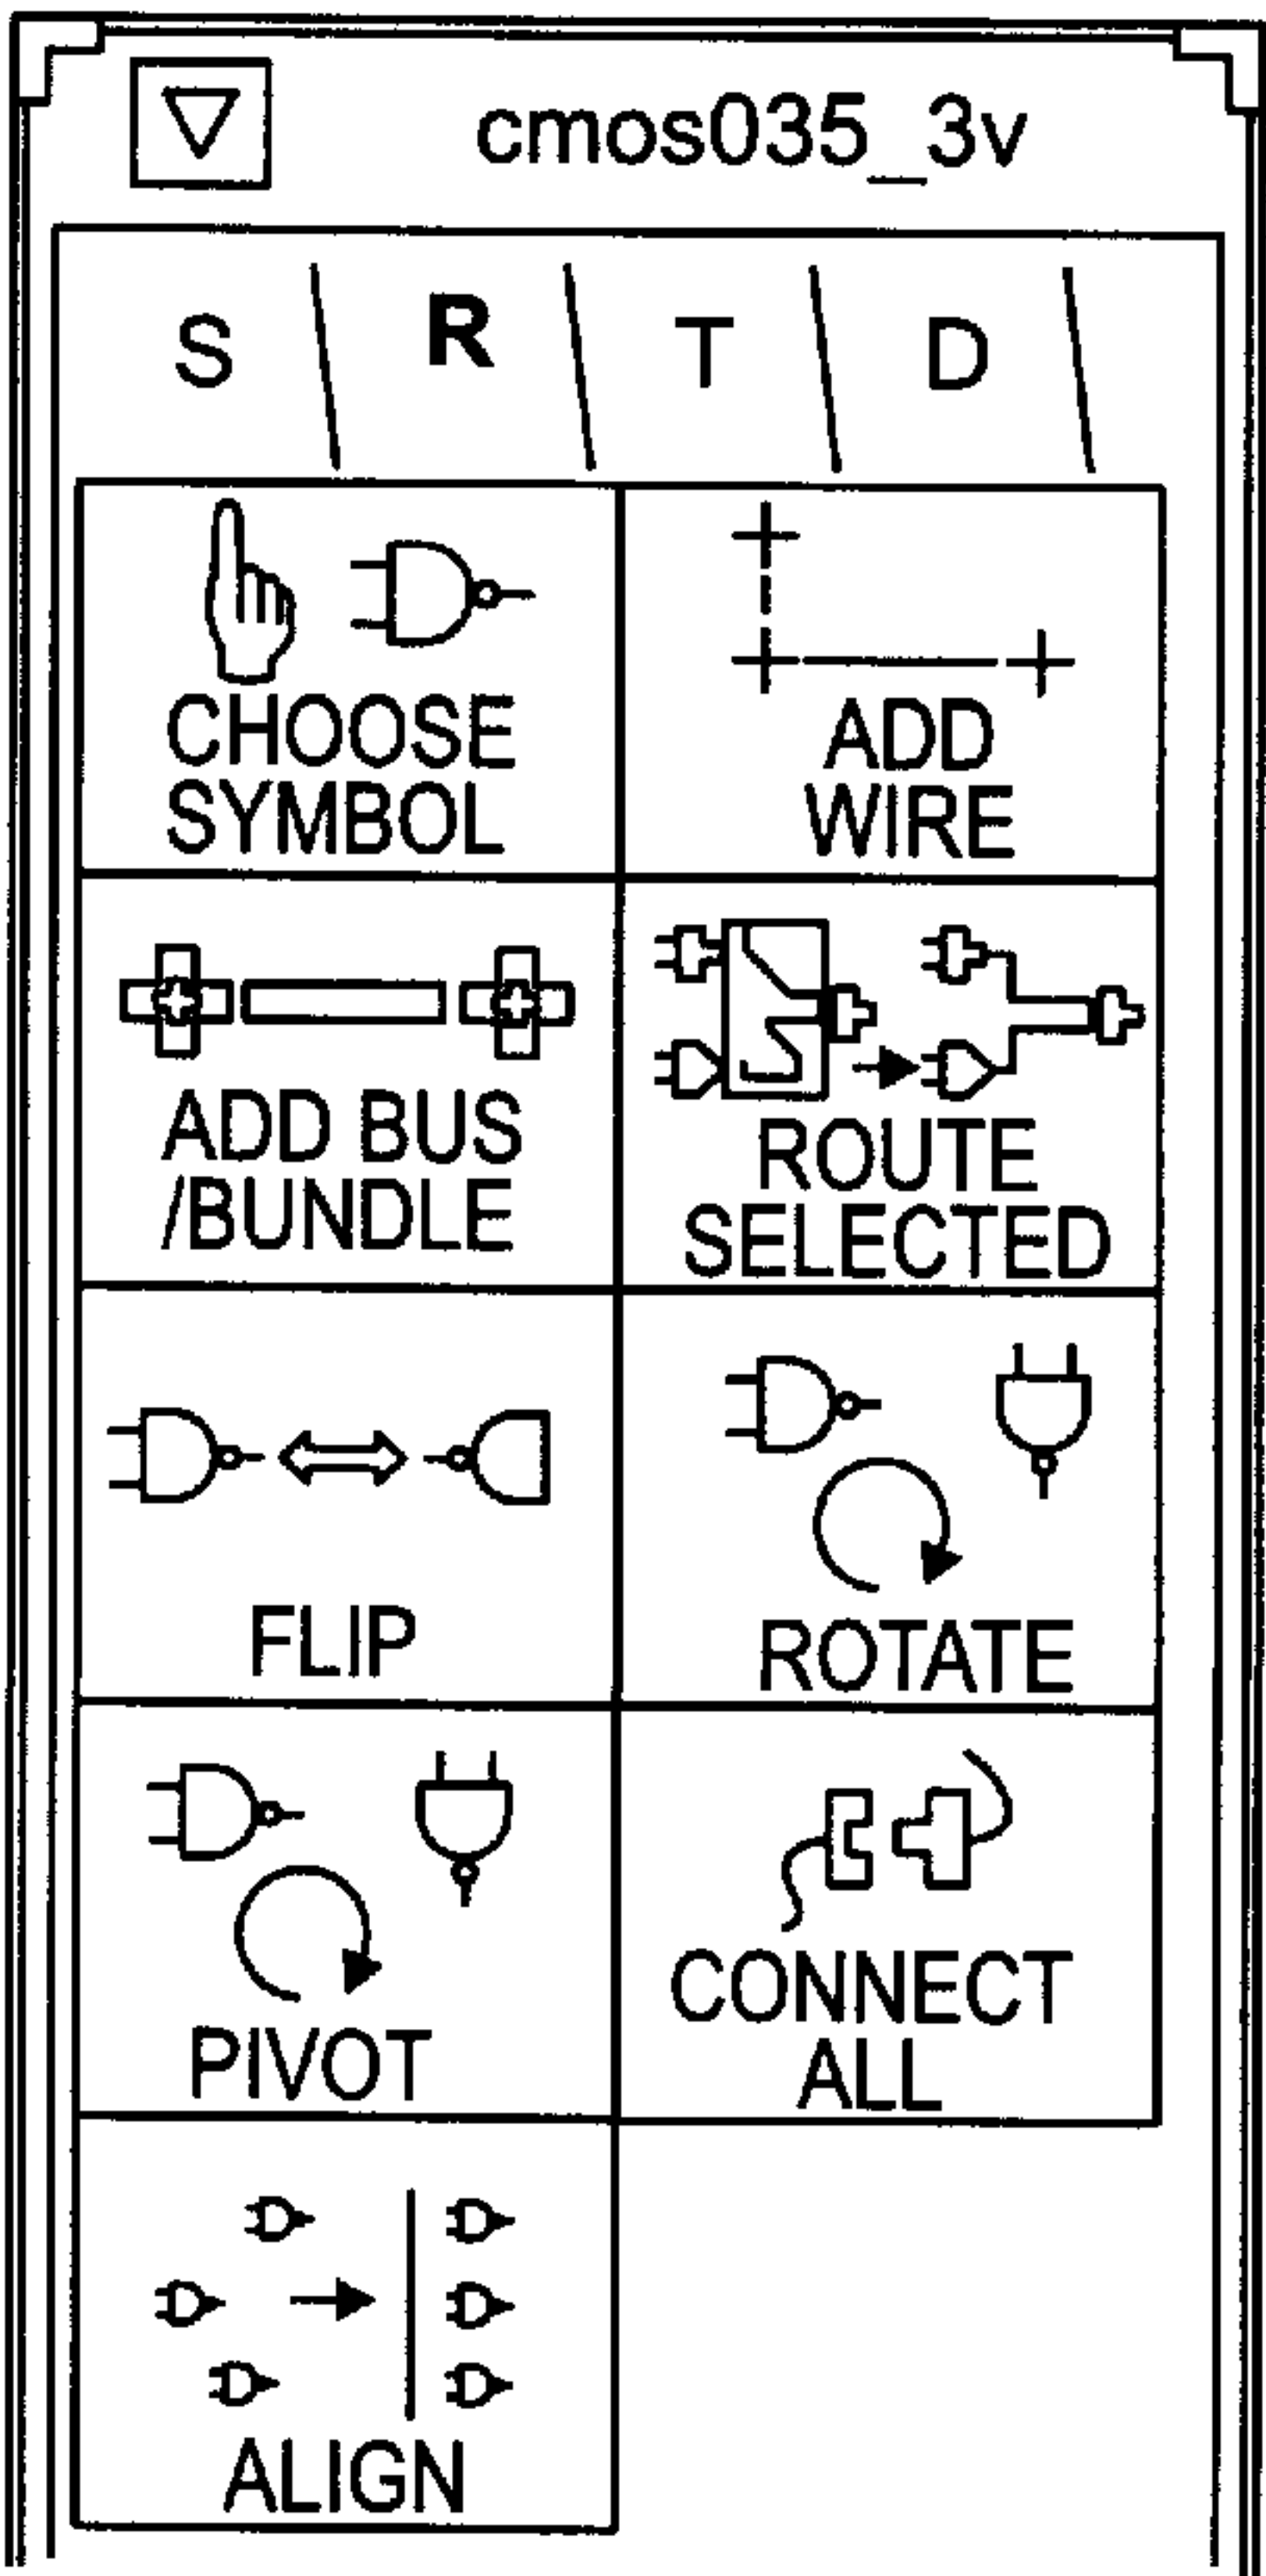 cmos035_3v
S R T D
CHOOSE
SYMBOL
ADD
WIRE
ADD BUS
/BUNDLE
ROUTE
SELECTED
FLIP
ROTATE
PIVOT
CONNECT
ALL
ALIGN